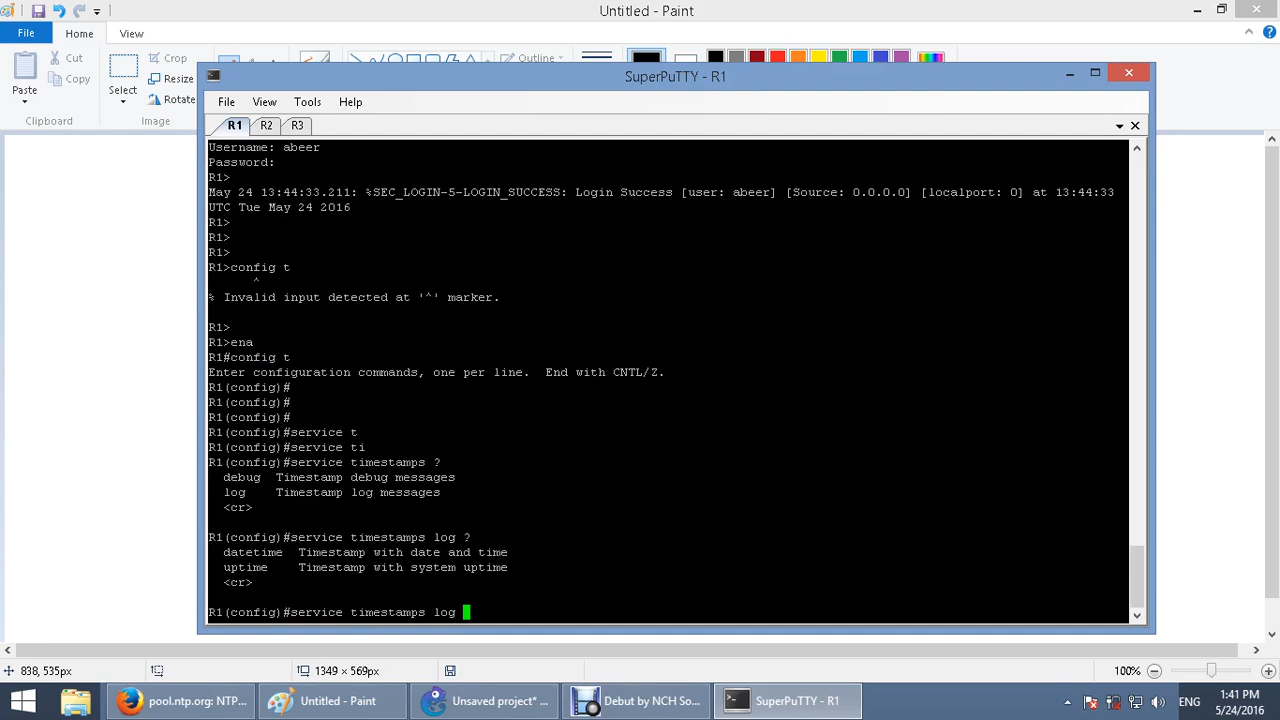 Untitled - Paint
File
Home
View
Paste
Cut
Copy
Clipboard
Select
Crop
Resize
Rotate
Image
Outline
SuperPuTTY - R1
File View Tools Help
R1 R2 R3
Username: abeer
Password:
R1>
May 24 13:44:33.211: %SEC_LOGIN-5-LOGIN_SUCCESS: Login Success [user: abeer] [Source: 0.0.0.0] [localport: 0] at 13:44:33
UTC Tue May 24 2016
R1>
R1>
R1>
R1>config t
^
% Invalid input detected at '^' marker.
R1>
R1>ena
R1#config t
Enter configuration commands, one per line.  End with CNTL/Z.
R1(config)#
R1(config)#
R1(config)#
R1(config)#service t
R1(config)#service ti
R1(config)#service timestamps ?
debug  Timestamp debug messages
log    Timestamp log messages
<cr>
R1(config)#service timestamps log ?
datetime  Timestamp with date and time
uptime    Timestamp with system uptime
<cr>
R1(config)#service timestamps log
838, 535px
1349 × 569px
100%
pool.ntp.org: NTP...
Untitled - Paint
Unsaved project*...
Debut by NCH So...
SuperPuTTY - R1
ENG
1:41 PM
5/24/2016